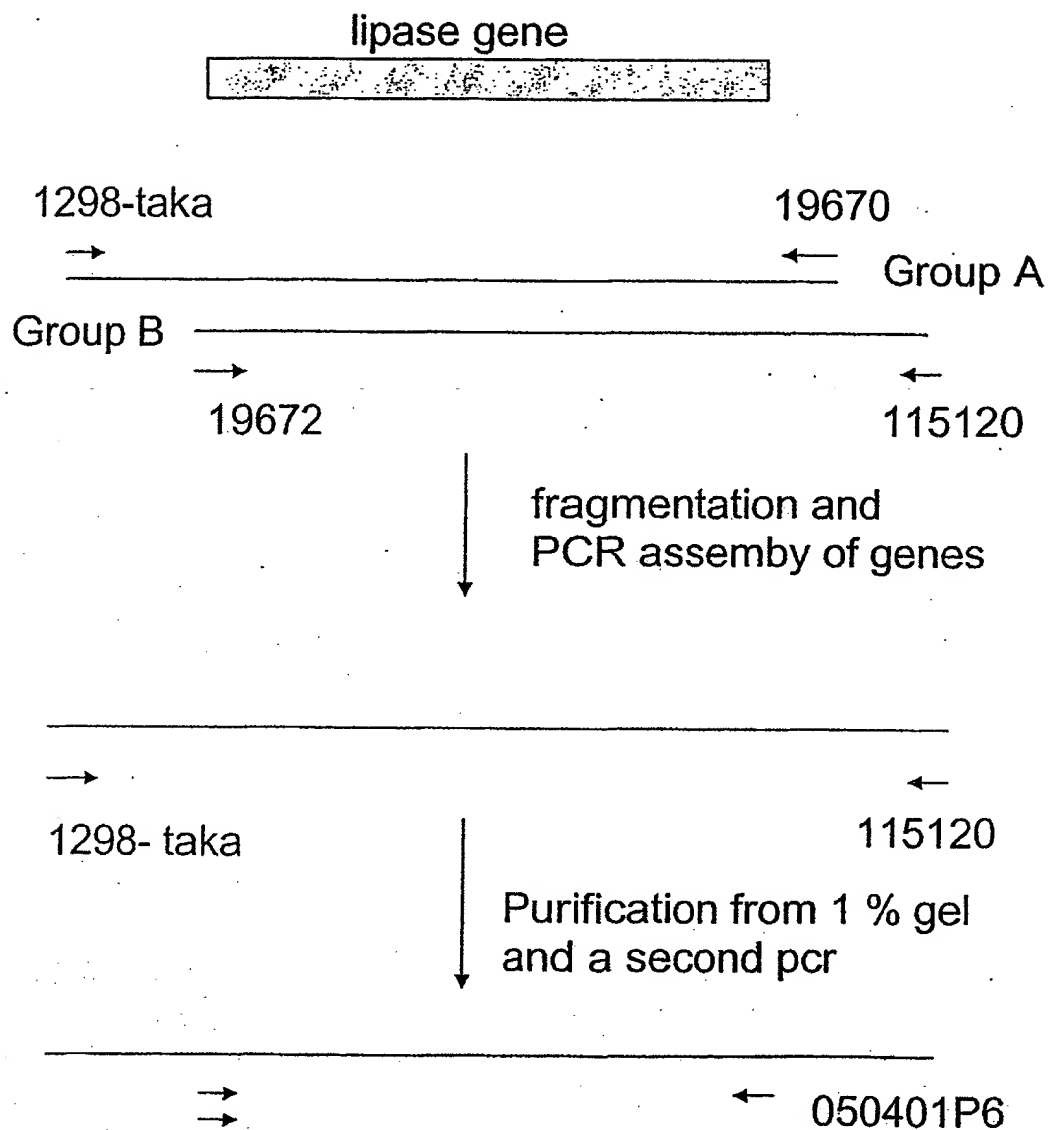 lipase gene
1298-taka
19670
Group A
Group B
19672
115120
fragmentation and
PCR assemby of genes
1298- taka
115120
Purification from 1 % gel
and a second pcr
050401P6